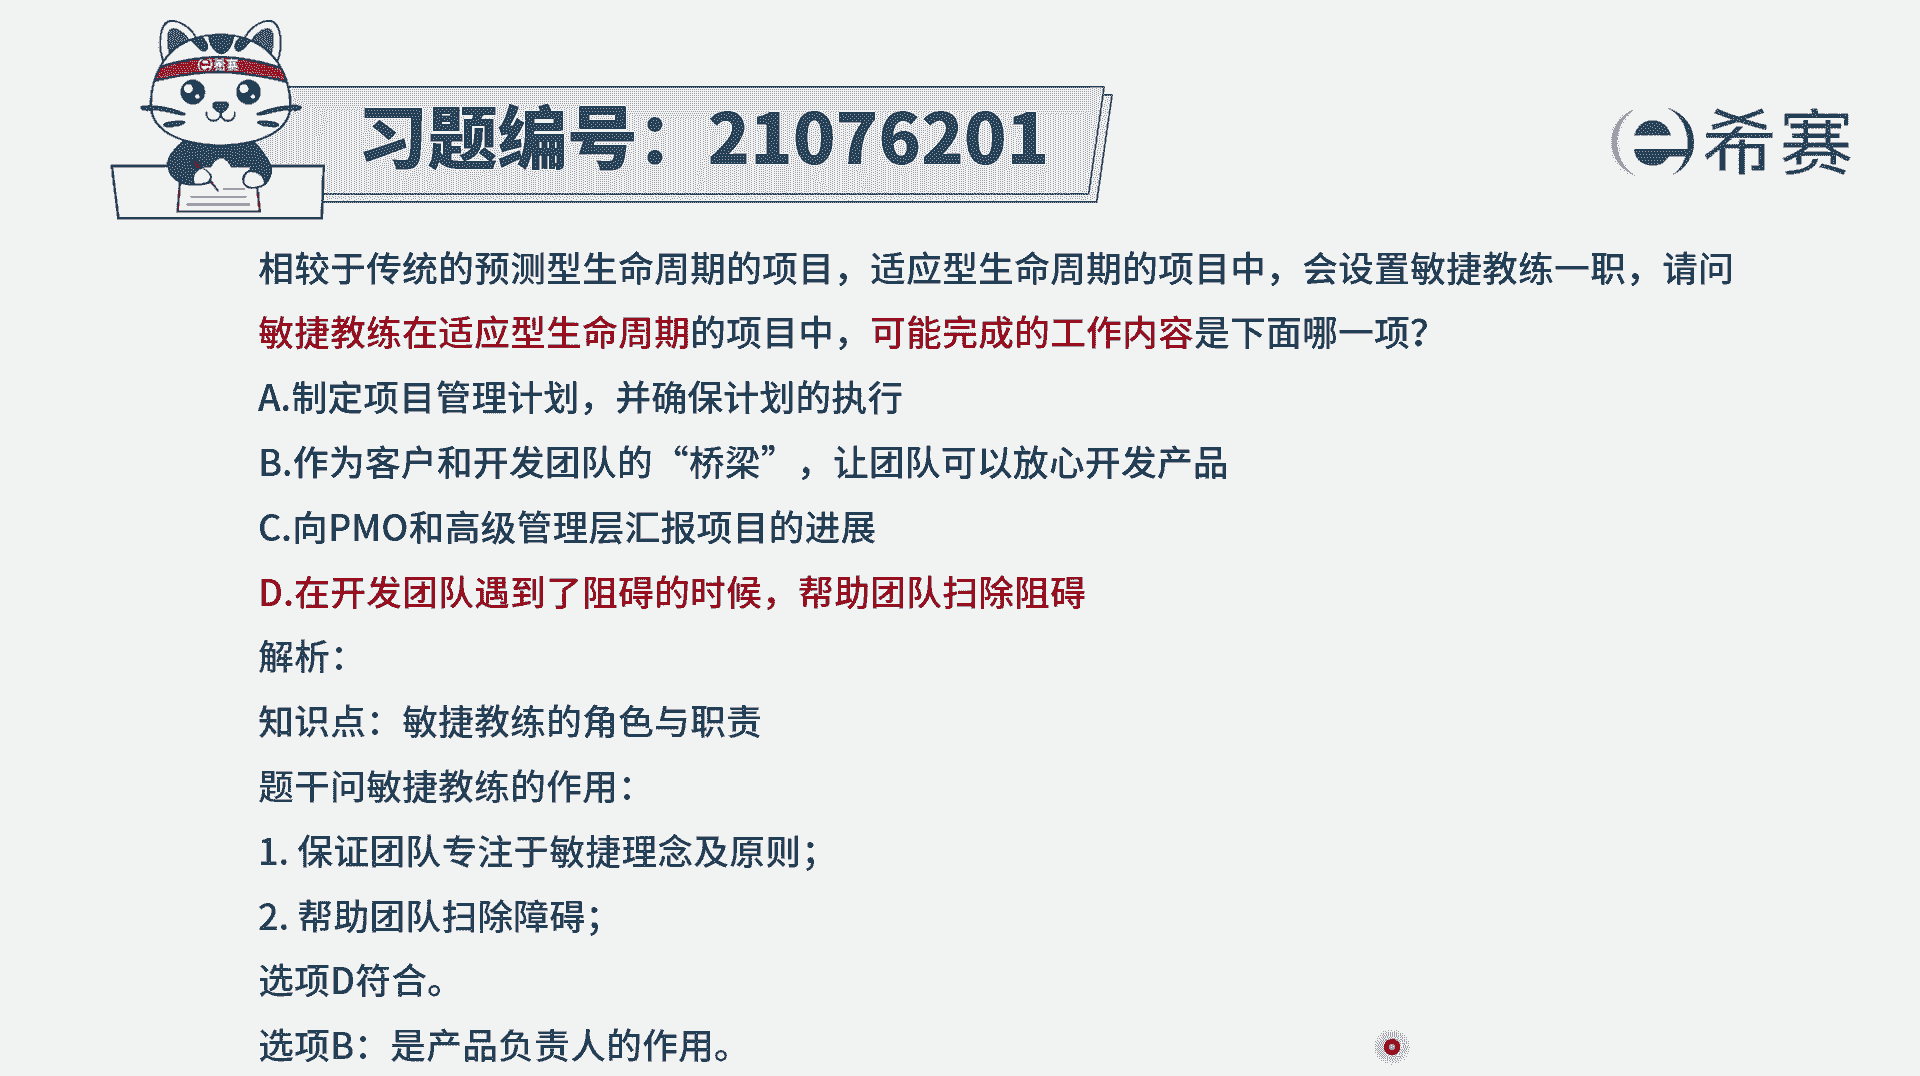 e希赛
习题编号：21076201
e希赛
相较于传统的预测型生命周期的项目，适应型生命周期的项目中，会设置敏捷教练一职，请问
敏捷教练在适应型生命周期的项目中，可能完成的工作内容是下面哪一项？
A.制定项目管理计划，并确保计划的执行
B.作为客户和开发团队的“桥梁”，让团队可以放心开发产品
C.向PMO和高级管理层汇报项目的进展
D.在开发团队遇到了阻碍的时候，帮助团队扫除阻碍
解析：
知识点：敏捷教练的角色与职责
题干问敏捷教练的作用：
1. 保证团队专注于敏捷理念及原则；
2. 帮助团队扫除障碍；
选项D符合。
选项B：是产品负责人的作用。